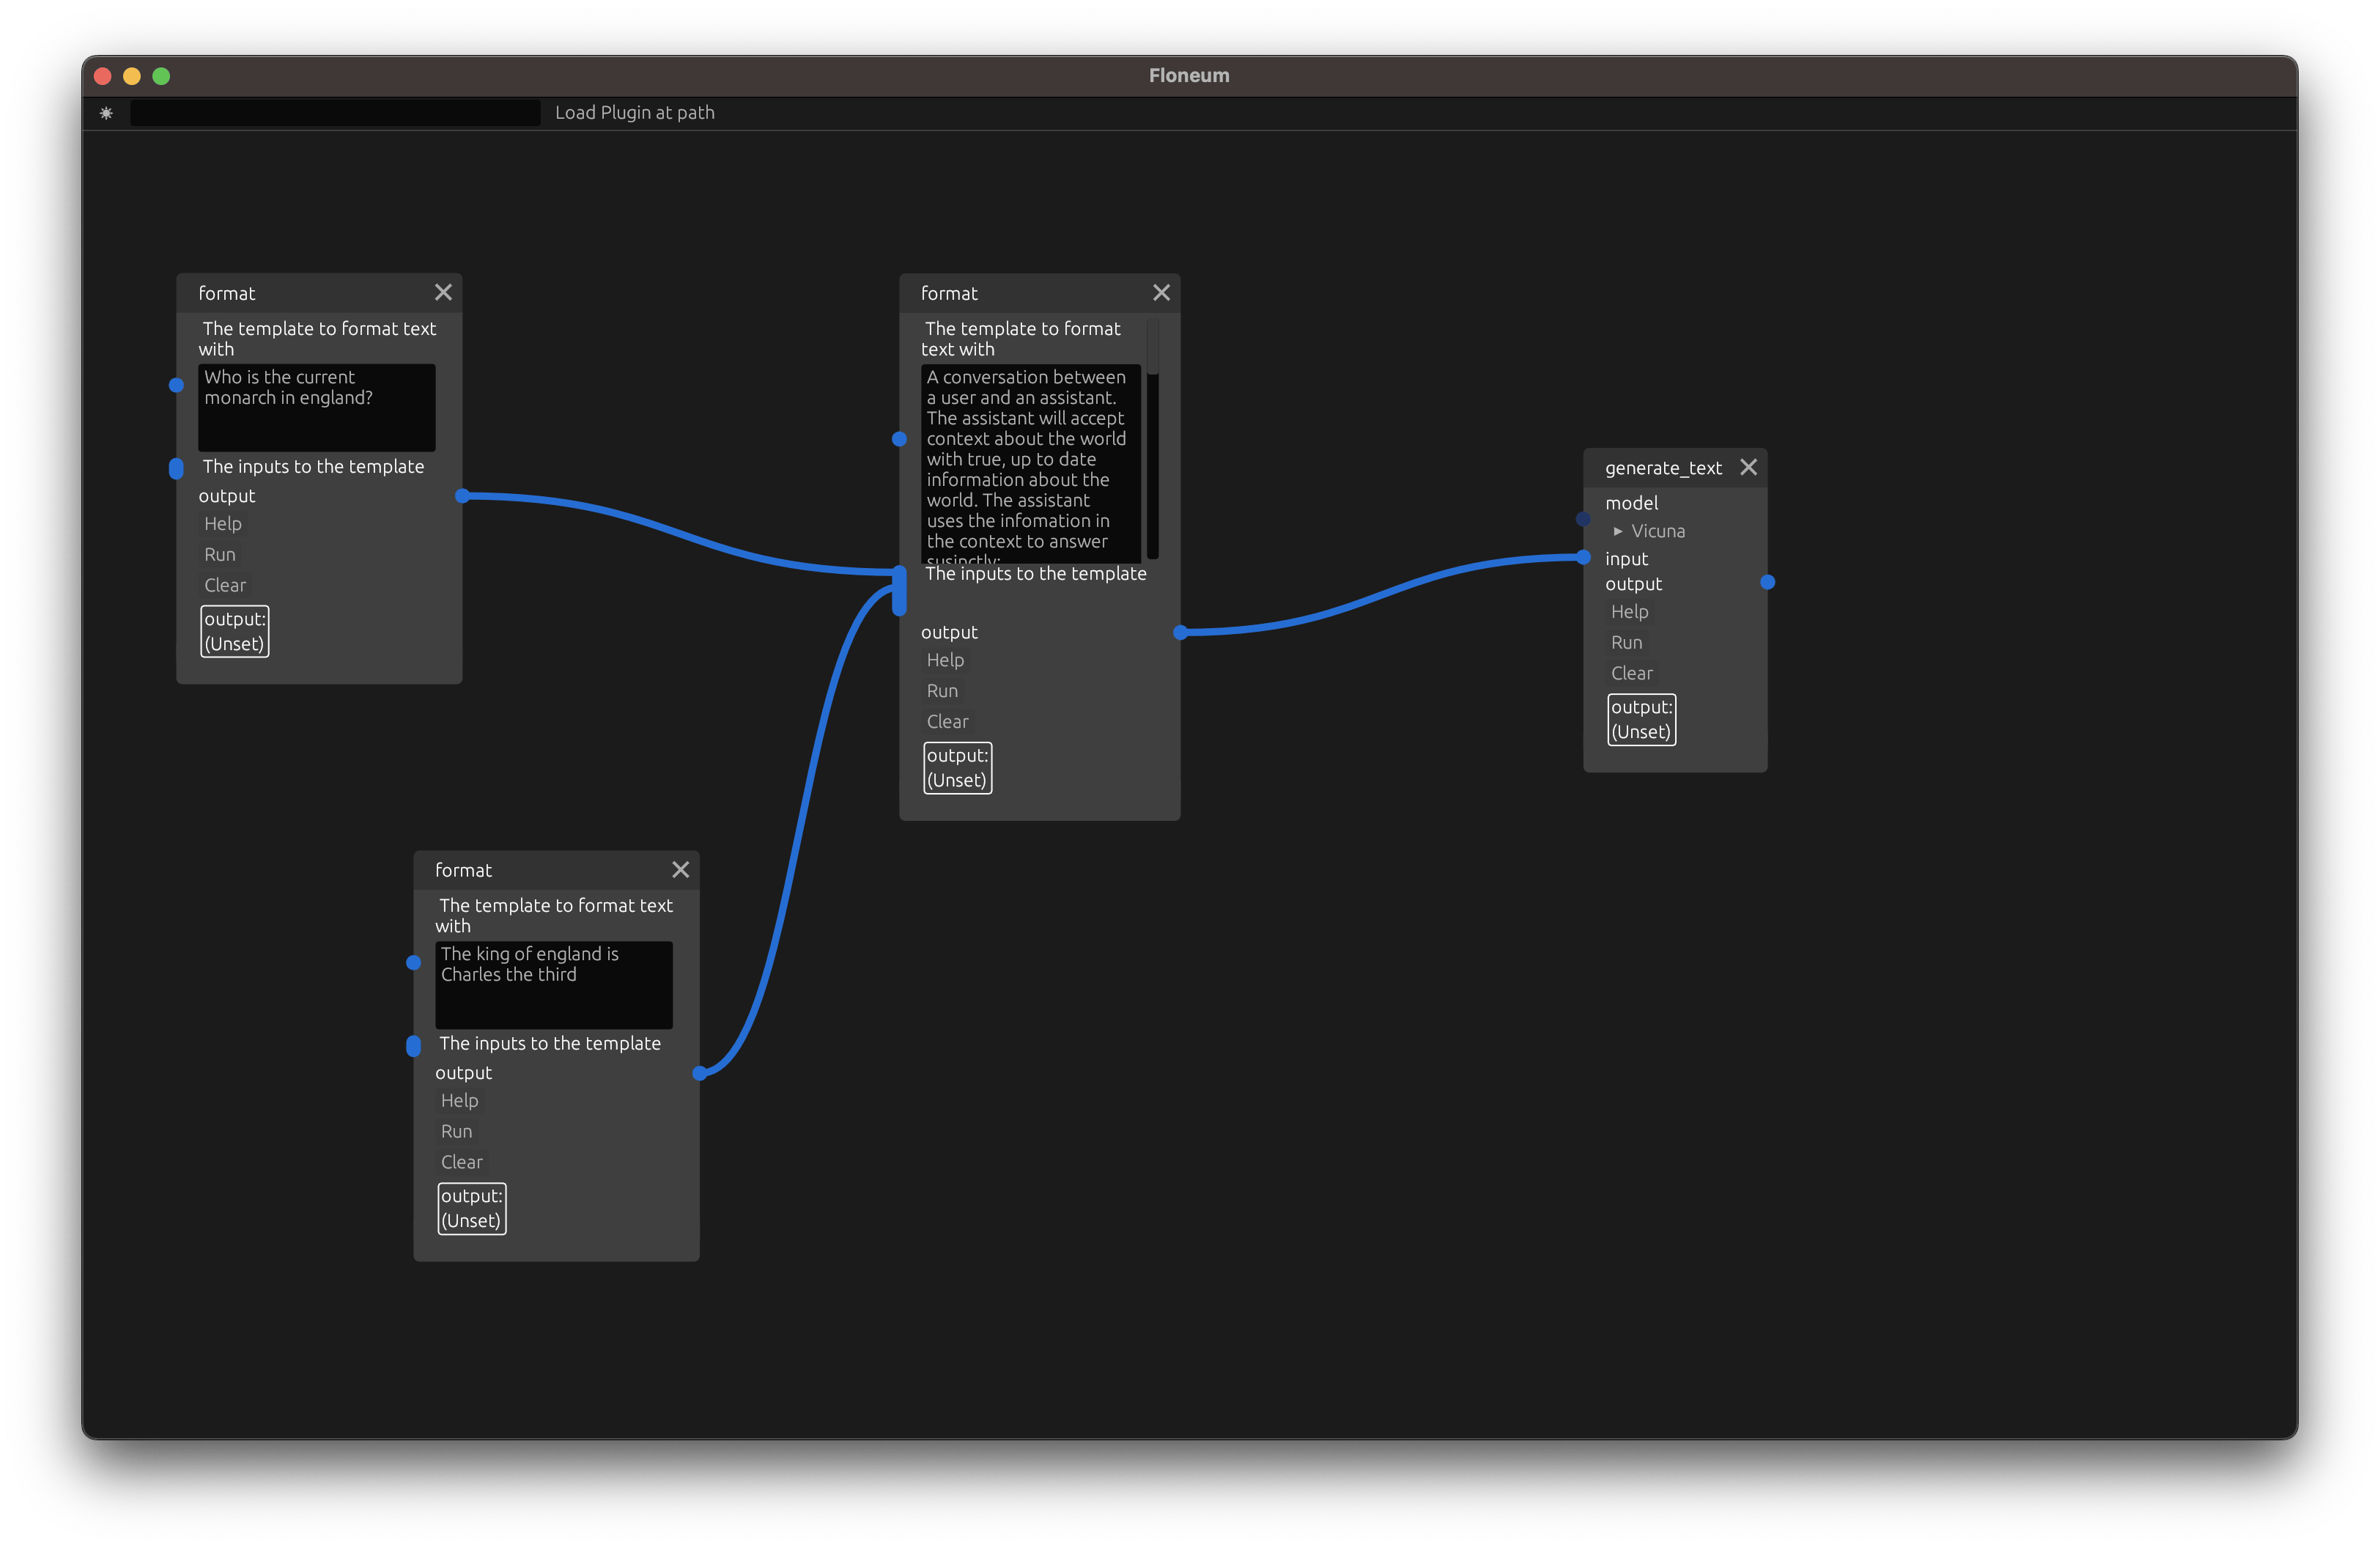 Floneum
Load Plugin at path
format
The template to format text
with
Who is the current
monarch in england?
The inputs to the template
output
Help
Run
Clear
output:
(Unset)
format
The template to format
text with
A conversation between
a user and an assistant.
The assistant will accept
context about the world
with true, up to date
information about the
world. The assistant
uses the infomation in
the context to answer
susinctly:
The inputs to the template
output
Help
Run
Clear
output:
(Unset)
generate_text
model
Vicuna
input
output
Help
Run
Clear
output:
(Unset)
format
The template to format text
with
The king of england is
Charles the third
The inputs to the template
output
Help
Run
Clear
output:
(Unset)